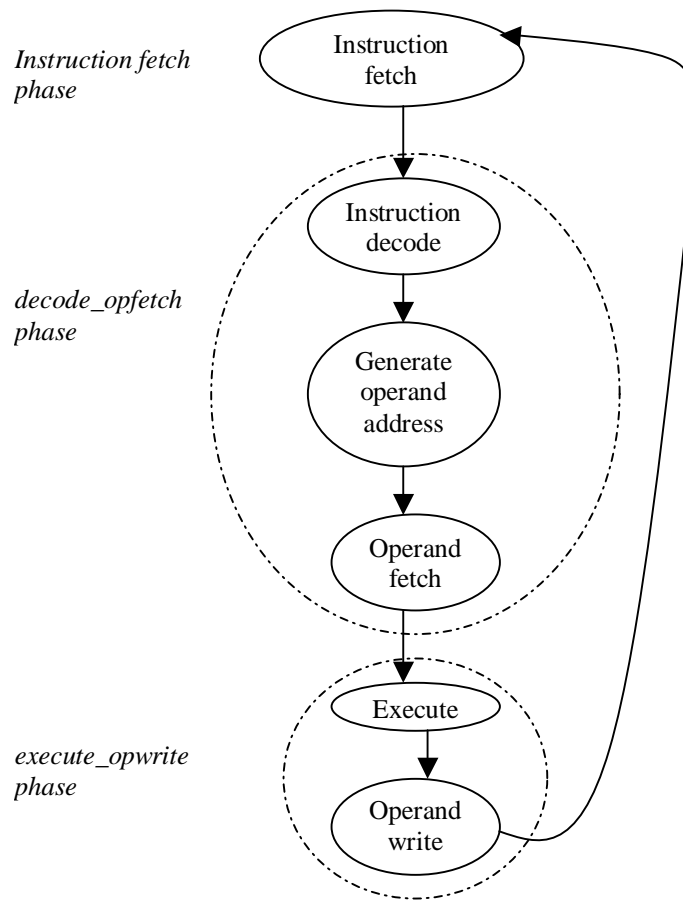 Instruction fetch
phase
Instruction
fetch
Instruction
decode
decode_opfetch
phase
Generate
operand
address
Operand
fetch
Execute
execute_opwrite
phase
Operand
write